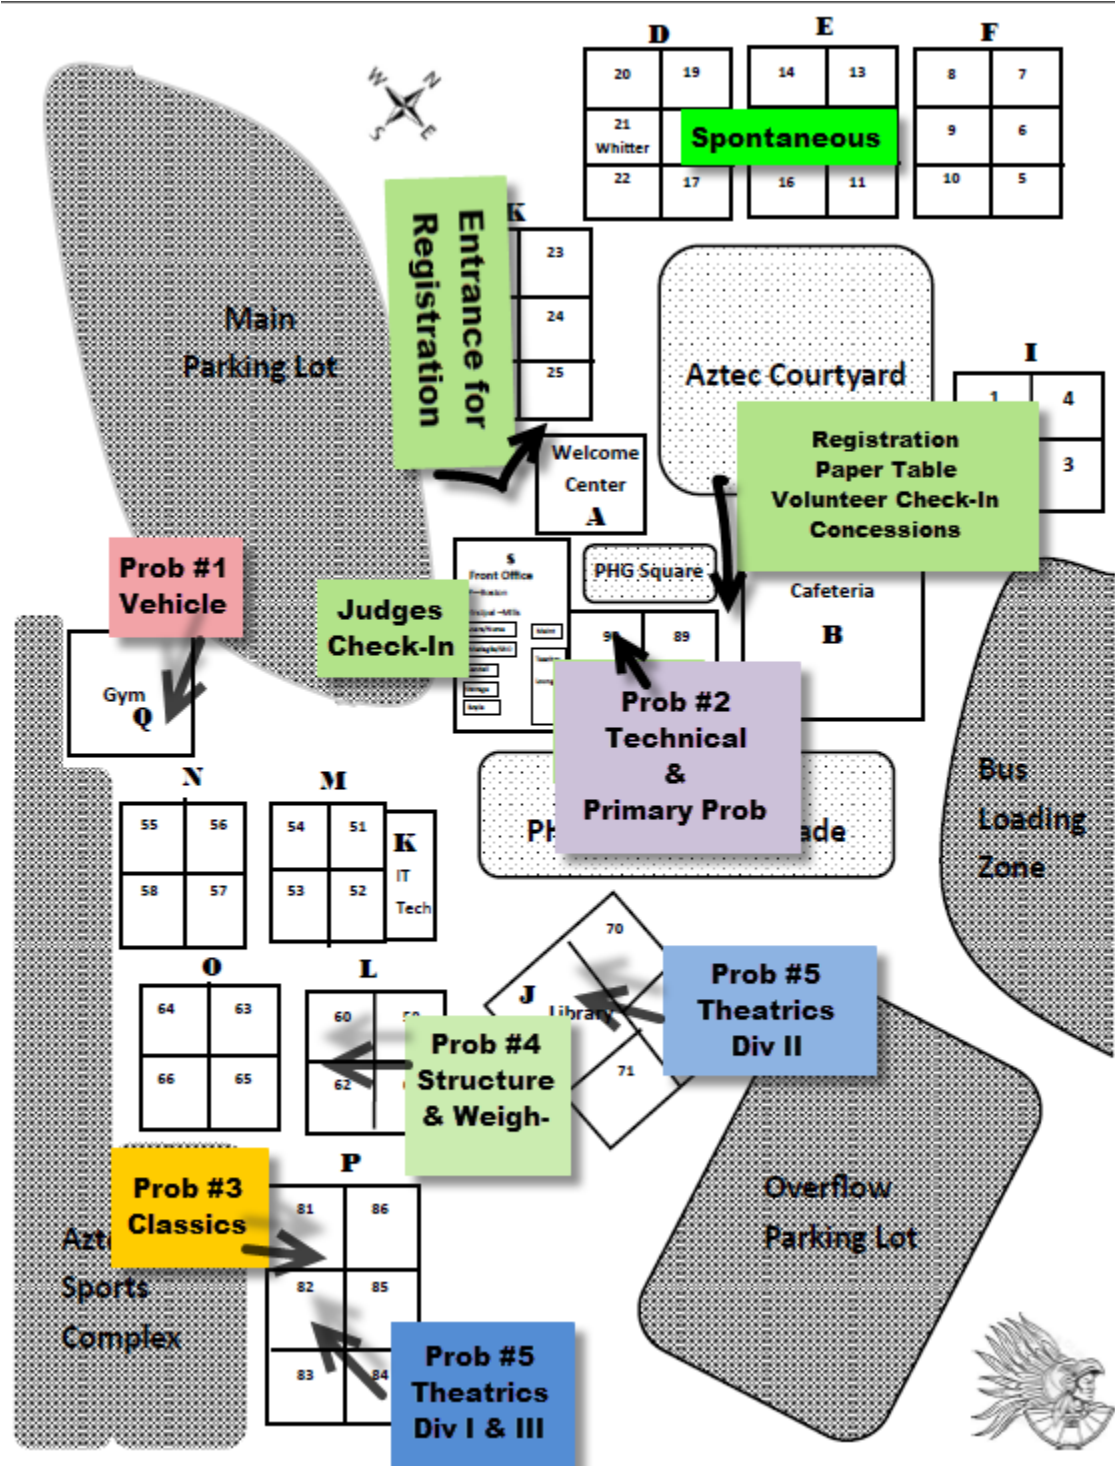 D
E
F
20
19
14
13
8
7
21
Whitter
Spontaneous
9
6
22
17
16
11
10
5
W
N
S
E
K
23
24
25
Entrance for
Registration
Main
Parking Lot
Aztec Courtyard
I
1
4
3
Registration
Paper Table
Volunteer Check-In
Concessions
Welcome
Center
A
PHG Square
Cafeteria
B
S
Front Office
Prob #1
Vehicle
Judges
Check-In
89
Gym
Q
Prob #2
Technical
&
Primary Prob
PH
ade
Bus
Loading
Zone
N
M
55
56
58
57
54
51
53
52
K
IT
Tech
O
L
64
63
66
65
60
62
70
J
Library
71
Prob #5
Theatrics
Div II
Prob #4
Structure
& Weigh-
P
Prob #3
Classics
81
86
82
85
83
84
Azte
Sports
Complex
Prob #5
Theatrics
Div I & III
Overflow
Parking Lot